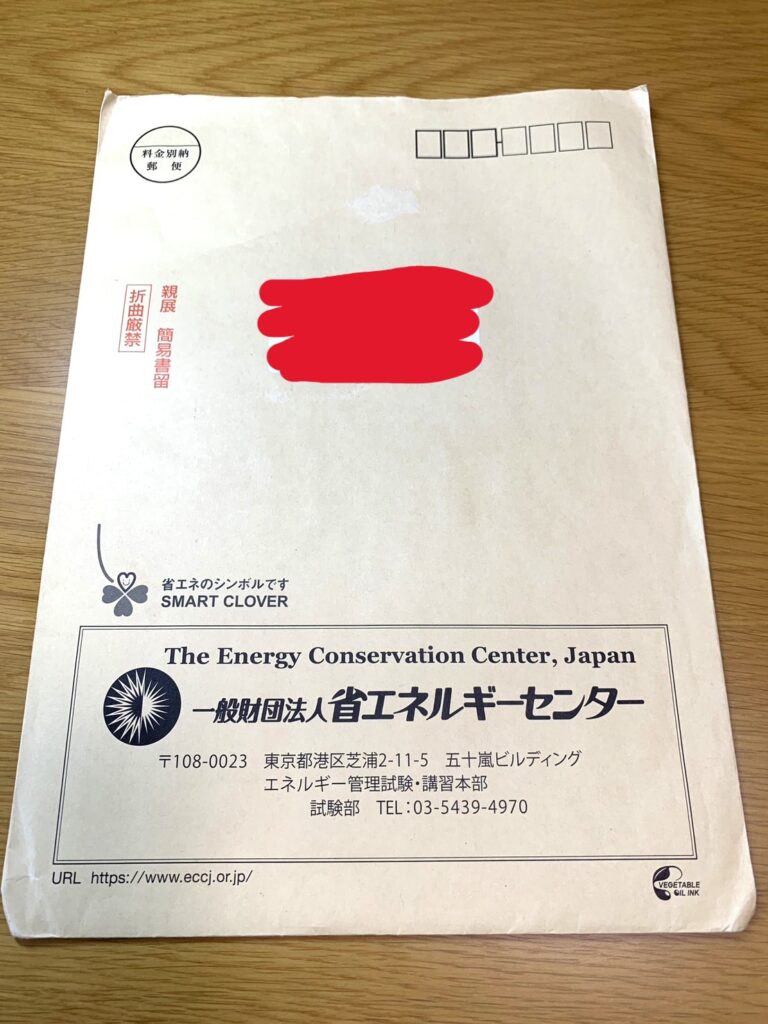 料金別納
郵便
親展 簡易書留
折曲厳禁
省エネのシンボルです
SMART CLOVER
The Energy Conservation Center, Japan
一般財団法人省エネルギーセンター
〒108-0023 東京都港区芝浦2-11-5 五十嵐ビルディング
エネルギー管理試験・講習本部
試験部 TEL:03-5439-4970
URL https://www.eccj.or.jp/
VEGETABLE
OIL INK